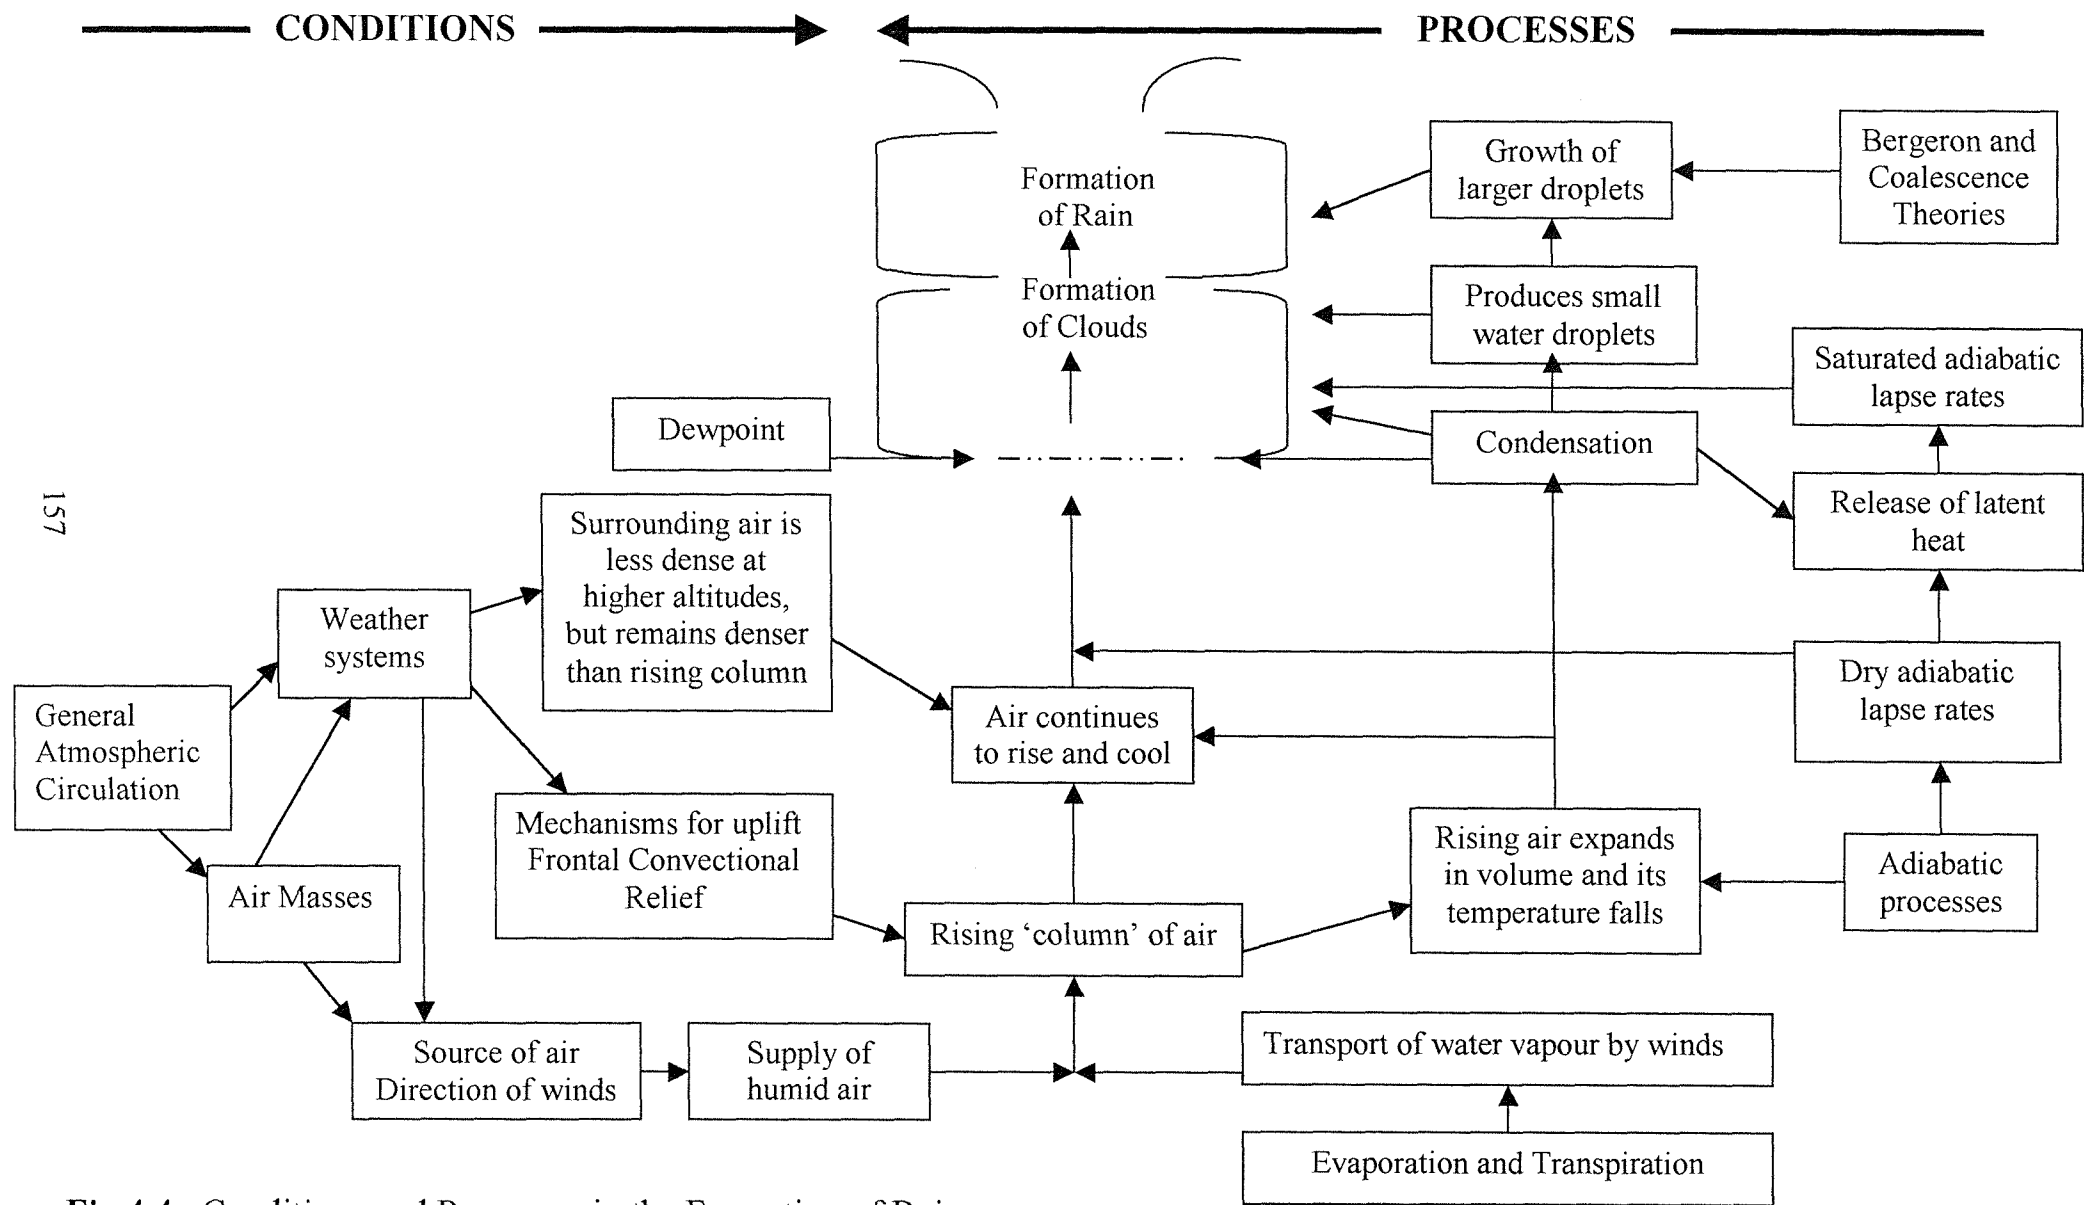 CONDITIONS
PROCESSES
Formation
of Rain
Formation
of Clouds
Growth of
larger droplets
Bergeron and
Coalescence
Theories
Produces small
water droplets
Saturated adiabatic
lapse rates
Dewpoint
Condensation
Release of latent
heat
157
Surrounding air is
less dense at
higher altitudes,
but remains denser
than rising column
Weather
systems
General
Atmospheric
Circulation
Air continues
to rise and cool
Dry adiabatic
lapse rates
Mechanisms for uplift
Frontal Convectional
Relief
Rising air expands
in volume and its
temperature falls
Adiabatic
processes
Air Masses
Rising ‘column’ of air
Source of air
Direction of winds
Supply of
humid air
Transport of water vapour by winds
Evaporation and Transpiration